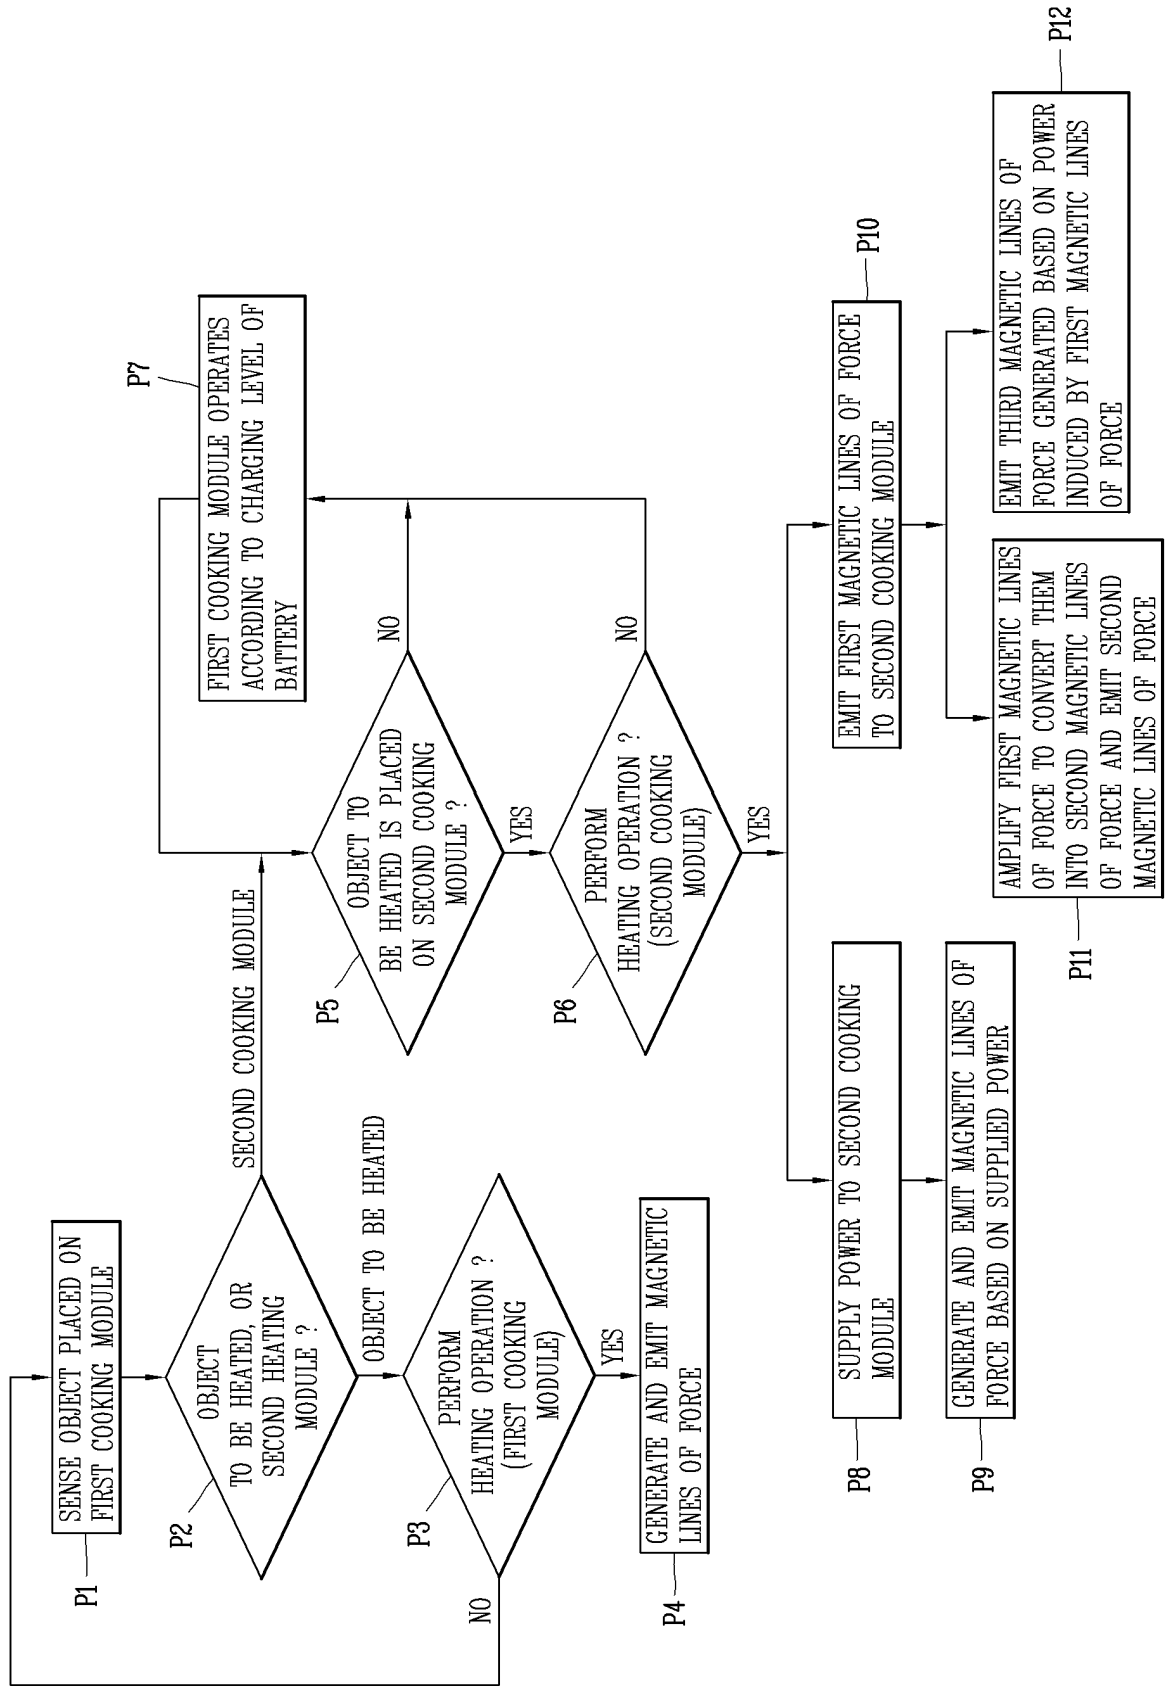 P1
SENSE OBJECT PLACED ON
FIRST COOKING MODULE
P2
OBJECT
TO BE HEATED, OR
SECOND HEATING
MODULE ?
SECOND COOKING MODULE
OBJECT TO BE HEATED
P3
PERFORM
HEATING OPERATION ?
(FIRST COOKING
MODULE)
NO
YES
P4
GENERATE AND EMIT MAGNETIC
LINES OF FORCE
P5
OBJECT TO
BE HEATED IS PLACED
ON SECOND COOKING
MODULE ?
NO
YES
P6
PERFORM
HEATING OPERATION ?
(SECOND COOKING
MODULE)
NO
YES
P7
FIRST COOKING MODULE OPERATES
ACCORDING TO CHARGING LEVEL OF
BATTERY
P8
SUPPLY POWER TO SECOND COOKING
MODULE
P9
GENERATE AND EMIT MAGNETIC LINES OF
FORCE BASED ON SUPPLIED POWER
P10
EMIT FIRST MAGNETIC LINES OF FORCE
TO SECOND COOKING MODULE
P11
AMPLIFY FIRST MAGNETIC LINES
OF FORCE TO CONVERT THEM
INTO SECOND MAGNETIC LINES
OF FORCE AND EMIT SECOND
MAGNETIC LINES OF FORCE
P12
EMIT THIRD MAGNETIC LINES OF
FORCE GENERATED BASED ON POWER
INDUCED BY FIRST MAGNETIC LINES
OF FORCE